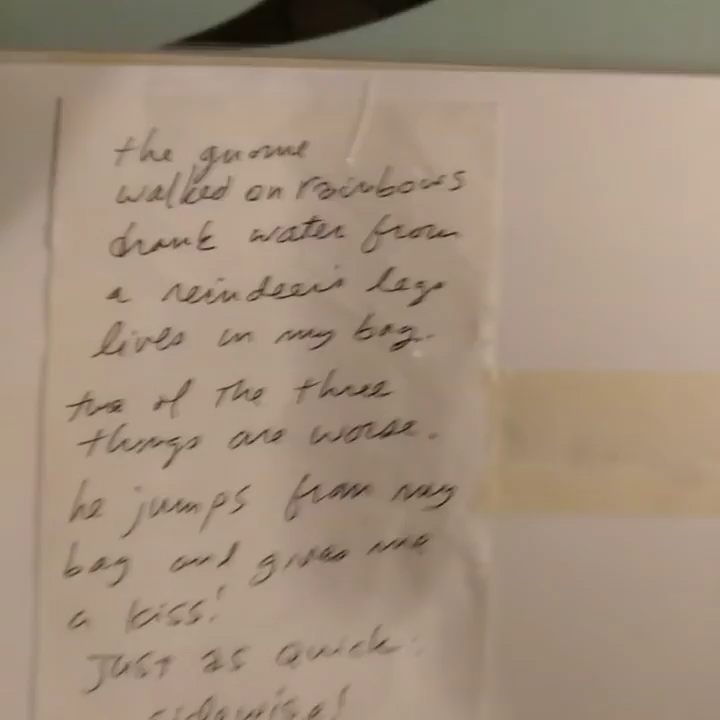 the gnome
walked on rainbows
drank water from
a reindeer's legs
lives in my bag.
two of The three
things are worse.
he jumps from my
bag and gives me
a kiss!
JUST as Quick
sidewise!